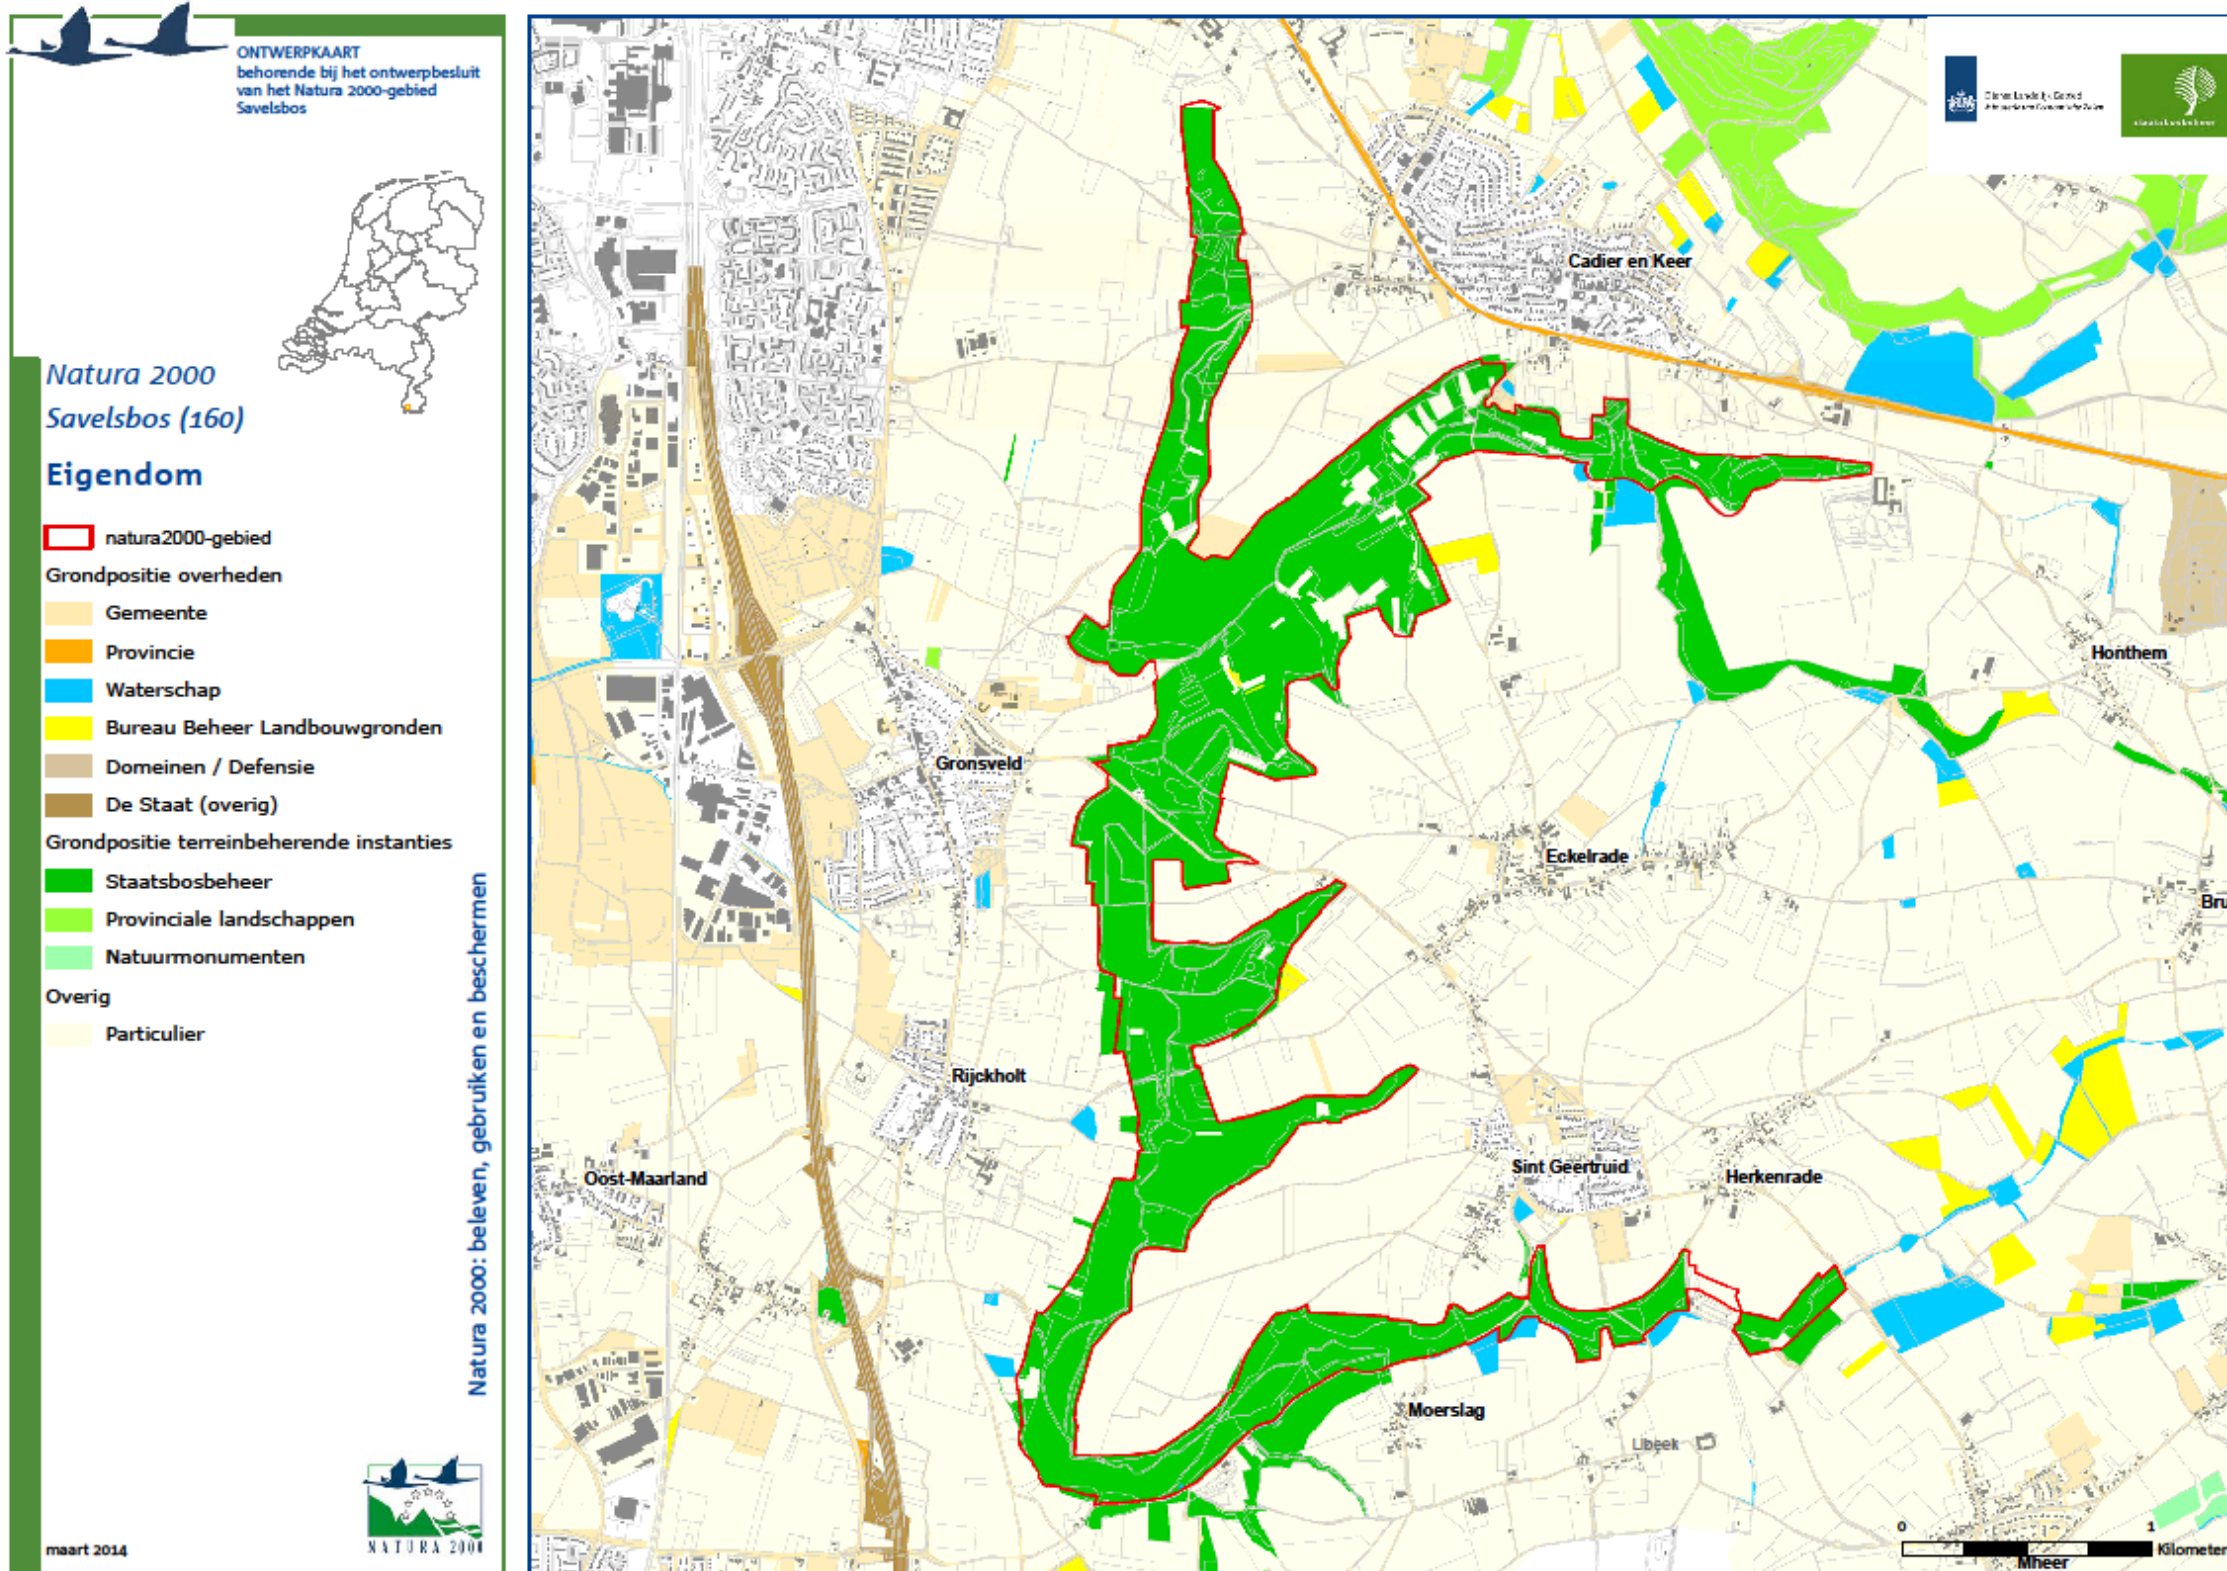 ONTWERPKAART
behorende bij het ontwerpbesluit
van het Natura 2000-gebied
Savelsbos
Natura 2000
Savelsbos (160)
Eigendom
natura2000-gebied
Grondpositie overheden
Gemeente
Provincie
Waterschap
Bureau Beheer Landbouwgronden
Domeinen / Defensie
De Staat (overig)
Grondpositie terreinbeherende instanties
Staatsbosbeheer
Provinciale landschappen
Natuurmonumenten
Overig
Particulier
Natura 2000: beleven, gebruiken en beschermen
maart 2014
NATURA 2000
staatsbosbeheer
Cadier en Keer
Honthem
Gronsveld
Eckelrade
Bru
Rijckholt
Sint Geertruid
Herkenrade
Oost-Maarland
Moerslag
Libeek
Mheer
0 1
Kilometer